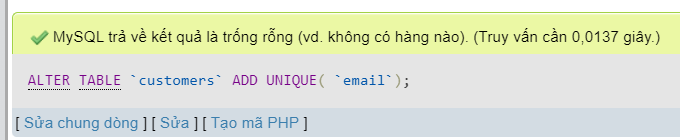 MySQL trả về kết quả là trống rỗng (vd. không có hàng nào). (Truy vấn cần 0,0137 giây.)
ALTER TABLE `customers` ADD UNIQUE( `email`);
[ Sửa chung dòng ] [ Sửa ] [ Tạo mã PHP ]